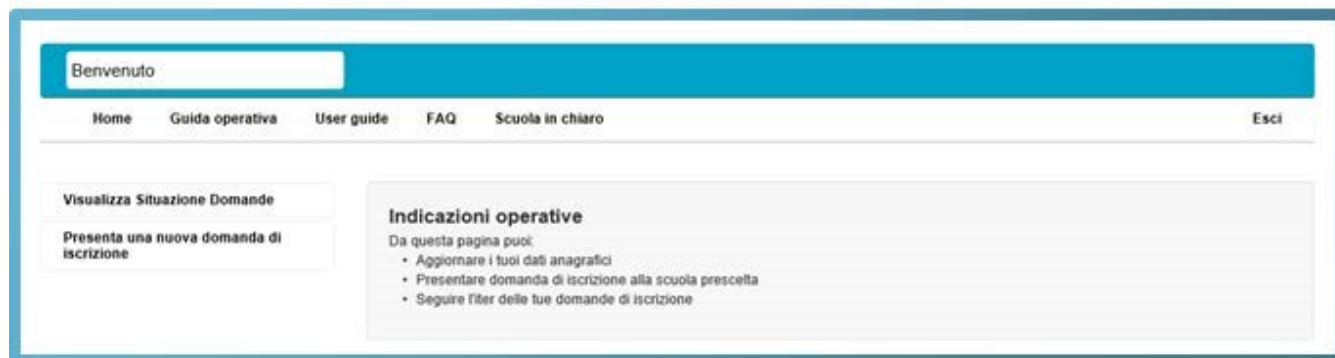 Benvenuto
Home Guida operativa User guide FAQ Scuola in chiaro Esci
Visualizza Situazione Domande
Presenta una nuova domanda di
iscrizione
Indicazioni operative
Da questa pagina puoi:
• Aggiornare i tuoi dati anagrafici
• Presentare domanda di iscrizione alla scuola prescelta
• Seguire l'iter delle tue domande di iscrizione